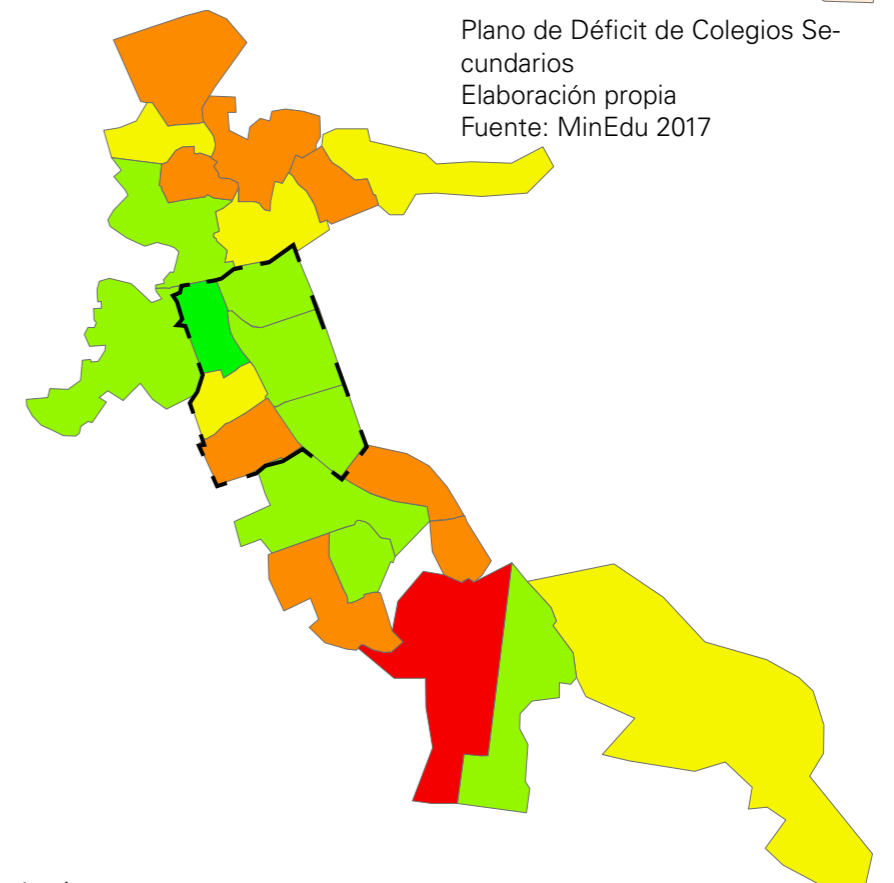 Plano de Déficit de Colegios Se-
cundarios
Elaboración propia
Fuente: MinEdu 2017